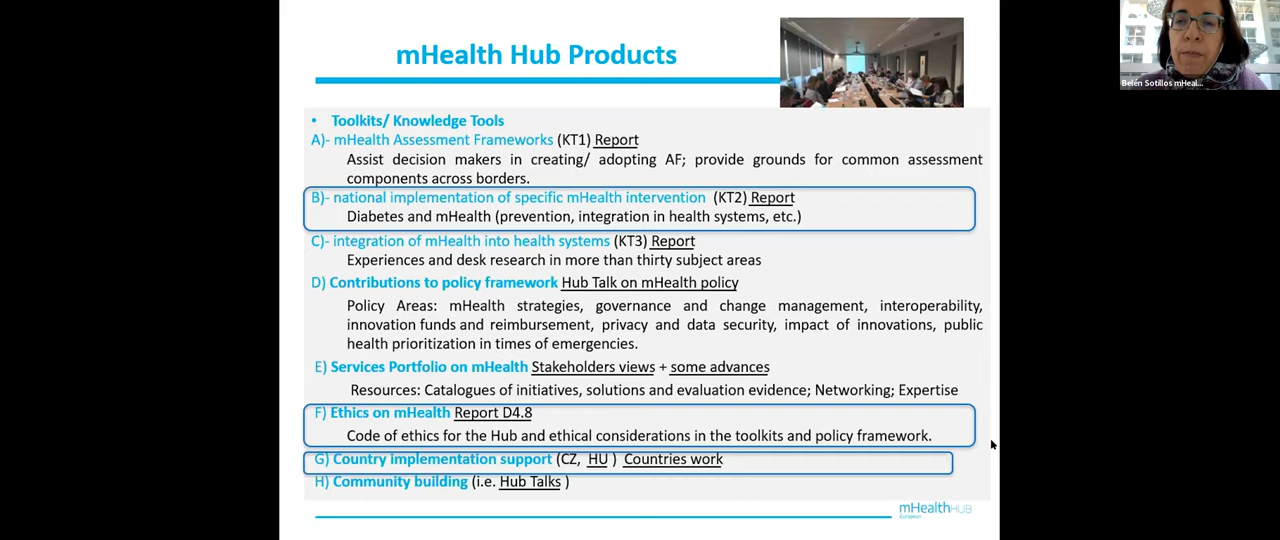 mHealth Hub Products
Belén Sotillos mHeal...
• Toolkits/ Knowledge Tools
A)- mHealth Assessment Frameworks (KT1) Report
Assist decision makers in creating/ adopting AF; provide grounds for common assessment
components across borders.
B)- national implementation of specific mHealth intervention (KT2) Report
Diabetes and mHealth (prevention, integration in health systems, etc.)
C)- integration of mHealth into health systems (KT3) Report
Experiences and desk research in more than thirty subject areas
D) Contributions to policy framework Hub Talk on mHealth policy
Policy Areas: mHealth strategies, governance and change management, interoperability,
innovation funds and reimbursement, privacy and data security, impact of innovations, public
health prioritization in times of emergencies.
E) Services Portfolio on mHealth Stakeholders views + some advances
Resources: Catalogues of initiatives, solutions and evaluation evidence; Networking; Expertise
F) Ethics on mHealth Report D4.8
Code of ethics for the Hub and ethical considerations in the toolkits and policy framework.
G) Country implementation support (CZ, HU ) Countries work
H) Community building (i.e. Hub Talks )
mHealthHUB
European